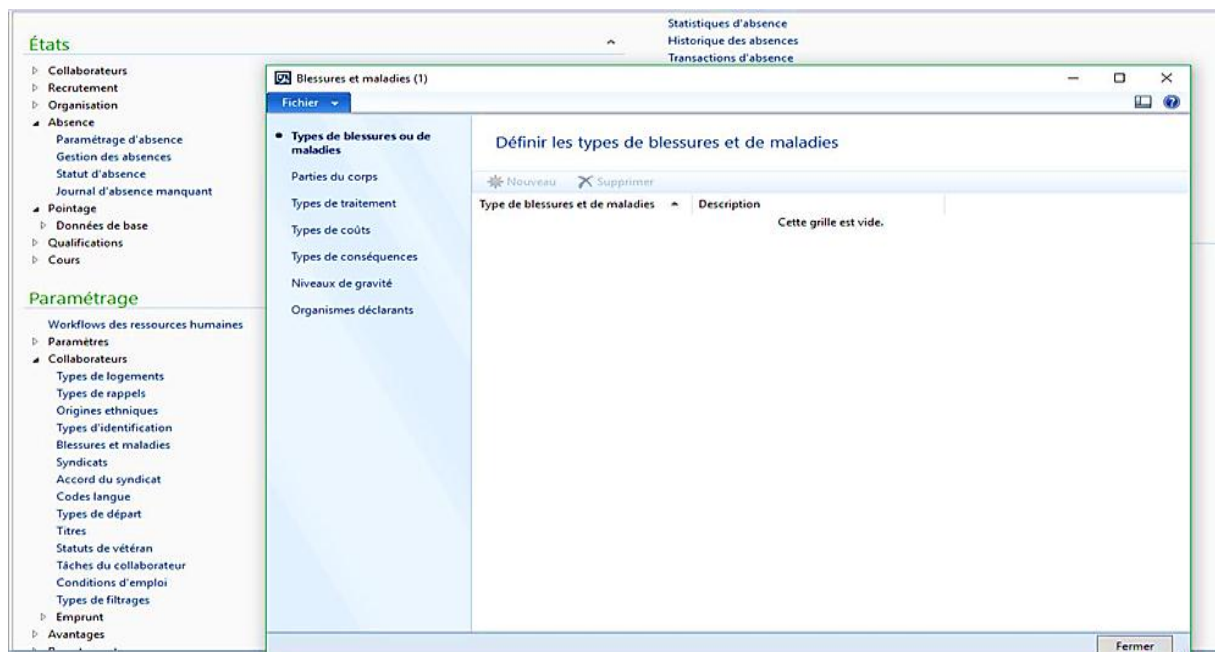 Statistiques d'absence
Historique des absences
Transactions d'absence
États
Collaborateurs
Recrutement
Organisation
Absence
Paramétrage d'absence
Gestion des absences
Statut d'absence
Journal d'absence manquant
Pointage
Données de base
Qualifications
Cours
Paramétrage
Workflows des ressources humaines
Paramètres
Collaborateurs
Types de logements
Types de rappels
Origines ethniques
Types d'identification
Blessures et maladies
Syndicats
Accord du syndicat
Codes langue
Types de départ
Titres
Statuts de vétéran
Tâches du collaborateur
Conditions d'emploi
Types de filtrages
Emprunt
Avantages
Blessures et maladies (1)
Fichier
Types de blessures ou de
maladies
Parties du corps
Types de traitement
Types de coûts
Types de conséquences
Niveaux de gravité
Organismes déclarants
Définir les types de blessures et de maladies
Nouveau Supprimer
Type de blessures et de maladies Description
Cette grille est vide.
Fermer